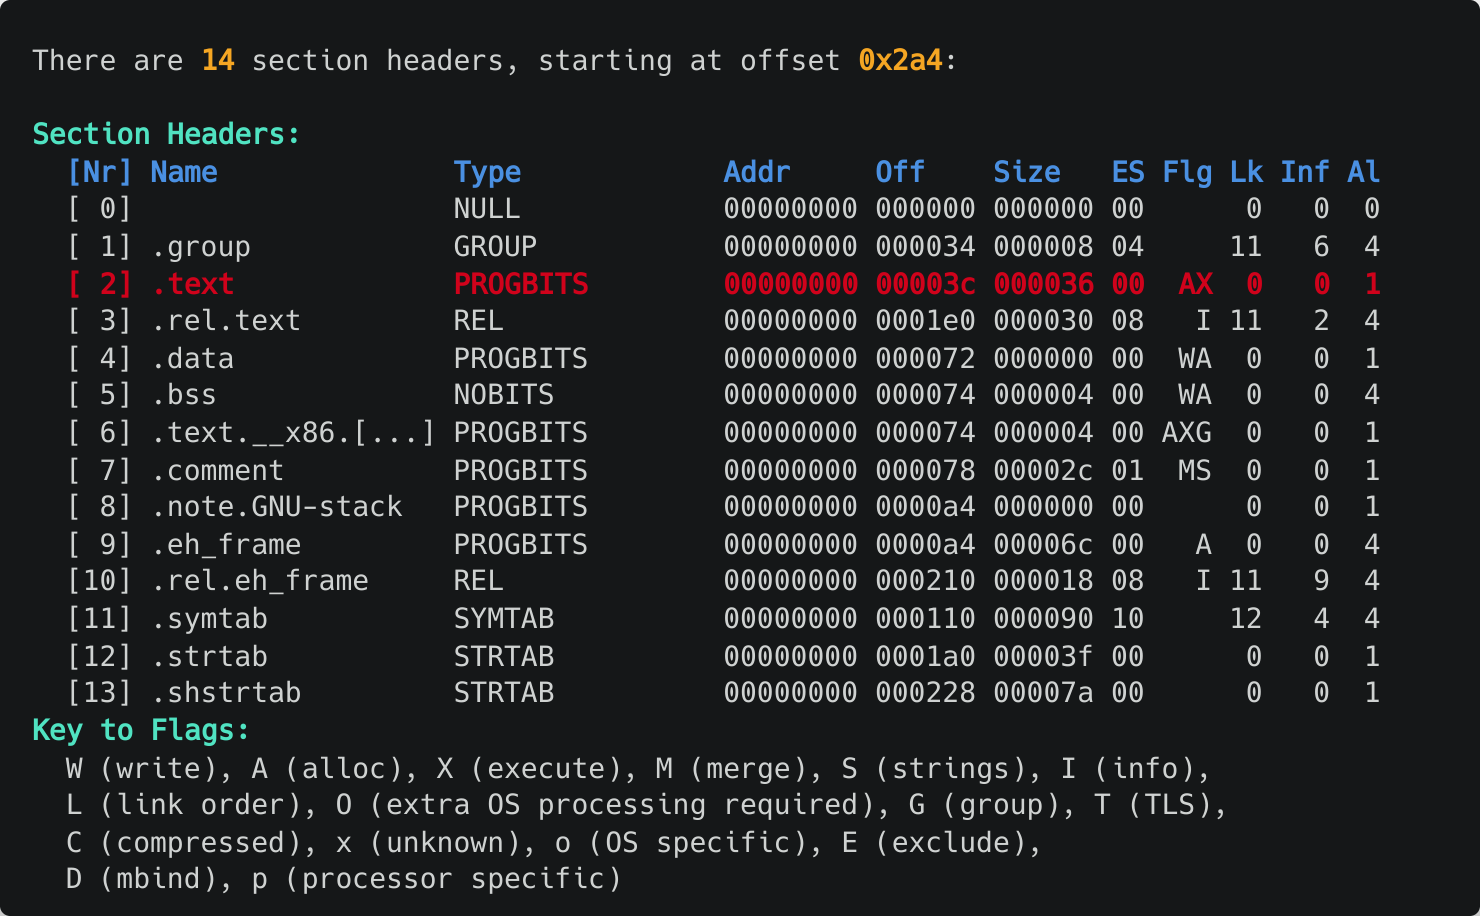 There are 14 section headers, starting at offset 0x2a4:
Section Headers:
[Nr] Name Type Addr Off Size ES Flg Lk Inf Al
[ 0] NULL 00000000 000000 000000 00 0 0 0
[ 1] .group GROUP 00000000 000034 000008 04 11 6 4
[ 2] .text PROGBITS 00000000 00003c 000036 00 AX 0 0 1
[ 3] .rel.text REL 00000000 0001e0 000030 08 I 11 2 4
[ 4] .data PROGBITS 00000000 000072 000000 00 WA 0 0 1
[ 5] .bss NOBITS 00000000 000074 000004 00 WA 0 0 4
[ 6] .text.__x86.[...] PROGBITS 00000000 000074 000004 00 AXG 0 0 1
[ 7] .comment PROGBITS 00000000 000078 00002c 01 MS 0 0 1
[ 8] .note.GNU-stack PROGBITS 00000000 0000a4 000000 00 0 0 1
[ 9] .eh_frame PROGBITS 00000000 0000a4 00006c 00 A 0 0 4
[10] .rel.eh_frame REL 00000000 000210 000018 08 I 11 9 4
[11] .symtab SYMTAB 00000000 000110 000090 10 12 4 4
[12] .strtab STRTAB 00000000 0001a0 00003f 00 0 0 1
[13] .shstrtab STRTAB 00000000 000228 00007a 00 0 0 1
Key to Flags:
W (write), A (alloc), X (execute), M (merge), S (strings), I (info),
L (link order), O (extra OS processing required), G (group), T (TLS),
C (compressed), x (unknown), o (OS specific), E (exclude),
D (mbind), p (processor specific)